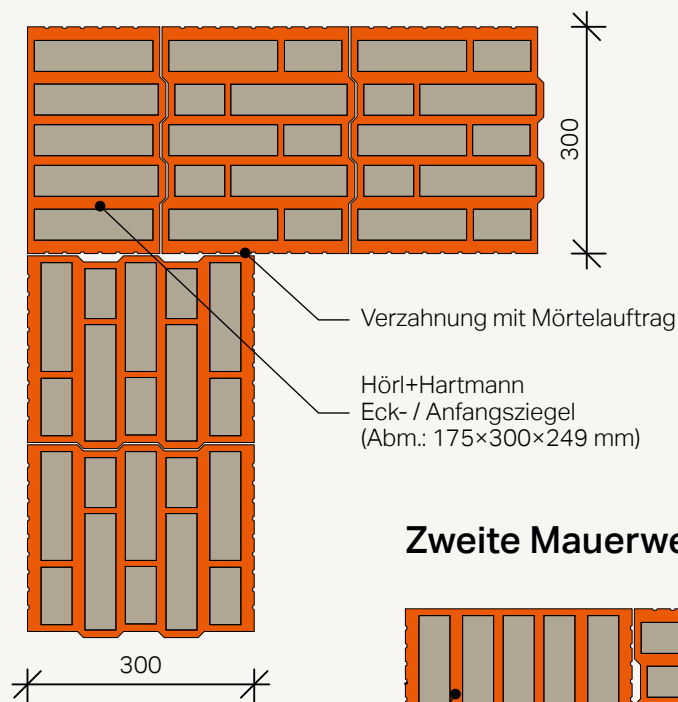 300
Verzahnung mit Mörtelauftrag
Hörl+Hartmann
Eck- / Anfangsziegel
(Abm.: 175×300×249 mm)
Zweite Mauerwe
300